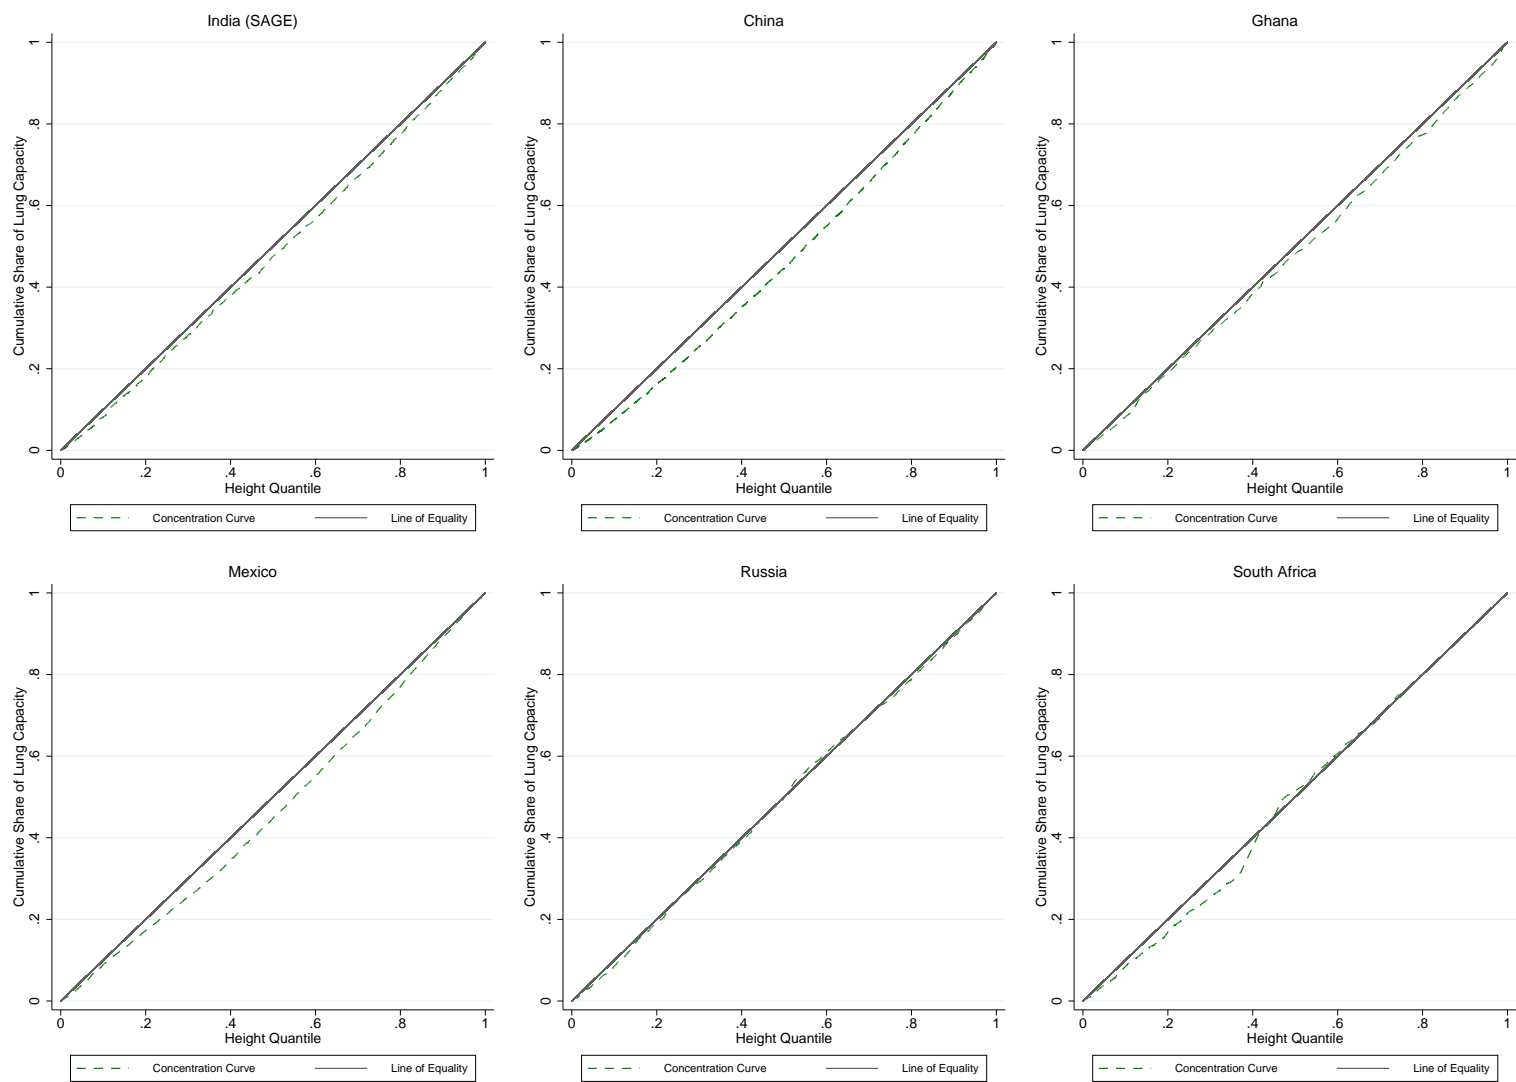 India (SAGE)
Cumulative Share of Lung Capacity
1
.8
.6
.4
.2
0
0 .2 .4 .6 .8 1
Height Quantile
Concentration Curve Line of Equality
China
Cumulative Share of Lung Capacity
1
.8
.6
.4
.2
0
0 .2 .4 .6 .8 1
Height Quantile
Concentration Curve Line of Equality
Ghana
Cumulative Share of Lung Capacity
1
.8
.6
.4
.2
0
0 .2 .4 .6 .8 1
Height Quantile
Concentration Curve Line of Equality
Mexico
Cumulative Share of Lung Capacity
1
.8
.6
.4
.2
0
0 .2 .4 .6 .8 1
Height Quantile
Concentration Curve Line of Equality
Russia
Cumulative Share of Lung Capacity
1
.8
.6
.4
.2
0
0 .2 .4 .6 .8 1
Height Quantile
Concentration Curve Line of Equality
South Africa
Cumulative Share of Lung Capacity
1
.8
.6
.4
.2
0
0 .2 .4 .6 .8 1
Height Quantile
Concentration Curve Line of Equality